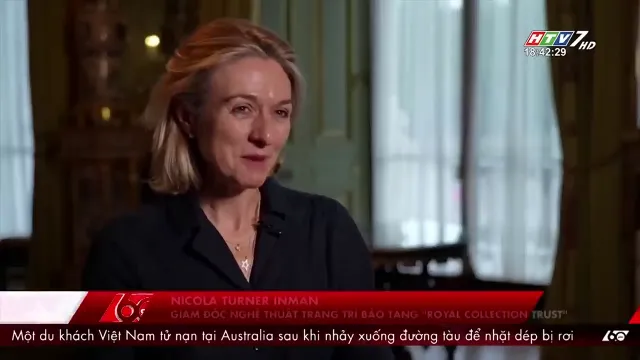 HTV7 HD
18:42:29
NICOLA TURNER INMAN
GIÁM ĐỐC NGHỆ THUẬT TRANG TRÍ BẢO TÀNG "ROYAL COLLECTION TRUST"
60
Một du khách Việt Nam tử nạn tại Australia sau khi nhảy xuống đường tàu để nhặt dép bị rơi
60